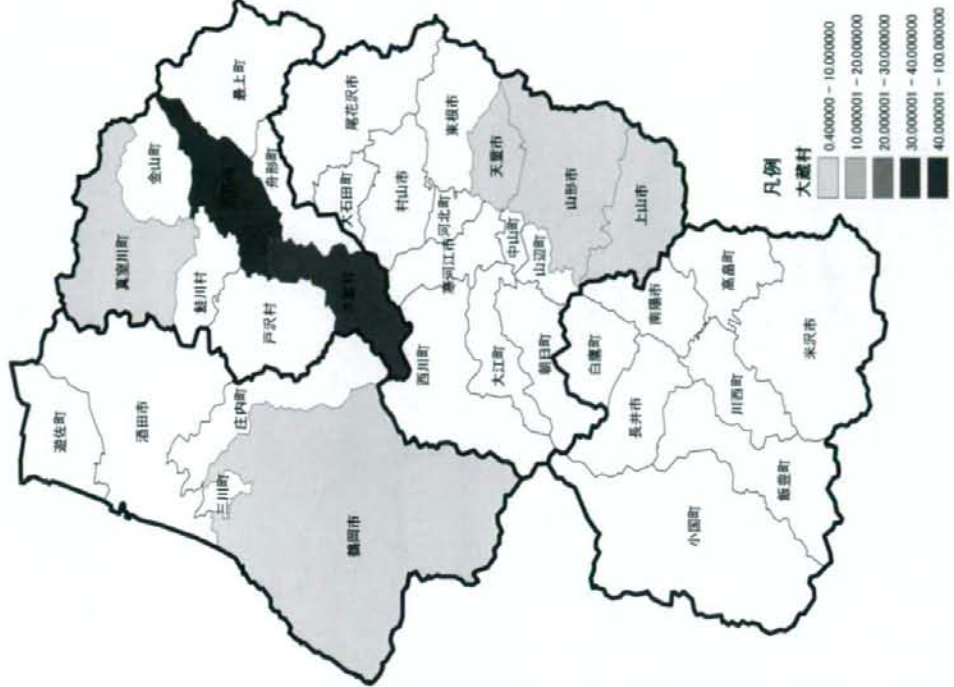 遊佐町
酒田市
真室川町
金山町
最上町
鮭川村
戸沢村
舟形町
庄内町
三川町
鶴岡市
尾花沢市
大石田町
村山市
東根市
河北町
寒河江市
天童市
西川町
中山町
山辺町
山形市
大江町
朝日町
上山市
白鷹町
南陽市
高畠町
長井市
川西町
米沢市
小国町
飯豊町
凡例
大蔵村
0.400000 – 10.000000
10.000001 – 20.000000
20.000001 – 30.000000
30.000001 – 40.000000
40.000001 – 100.000000